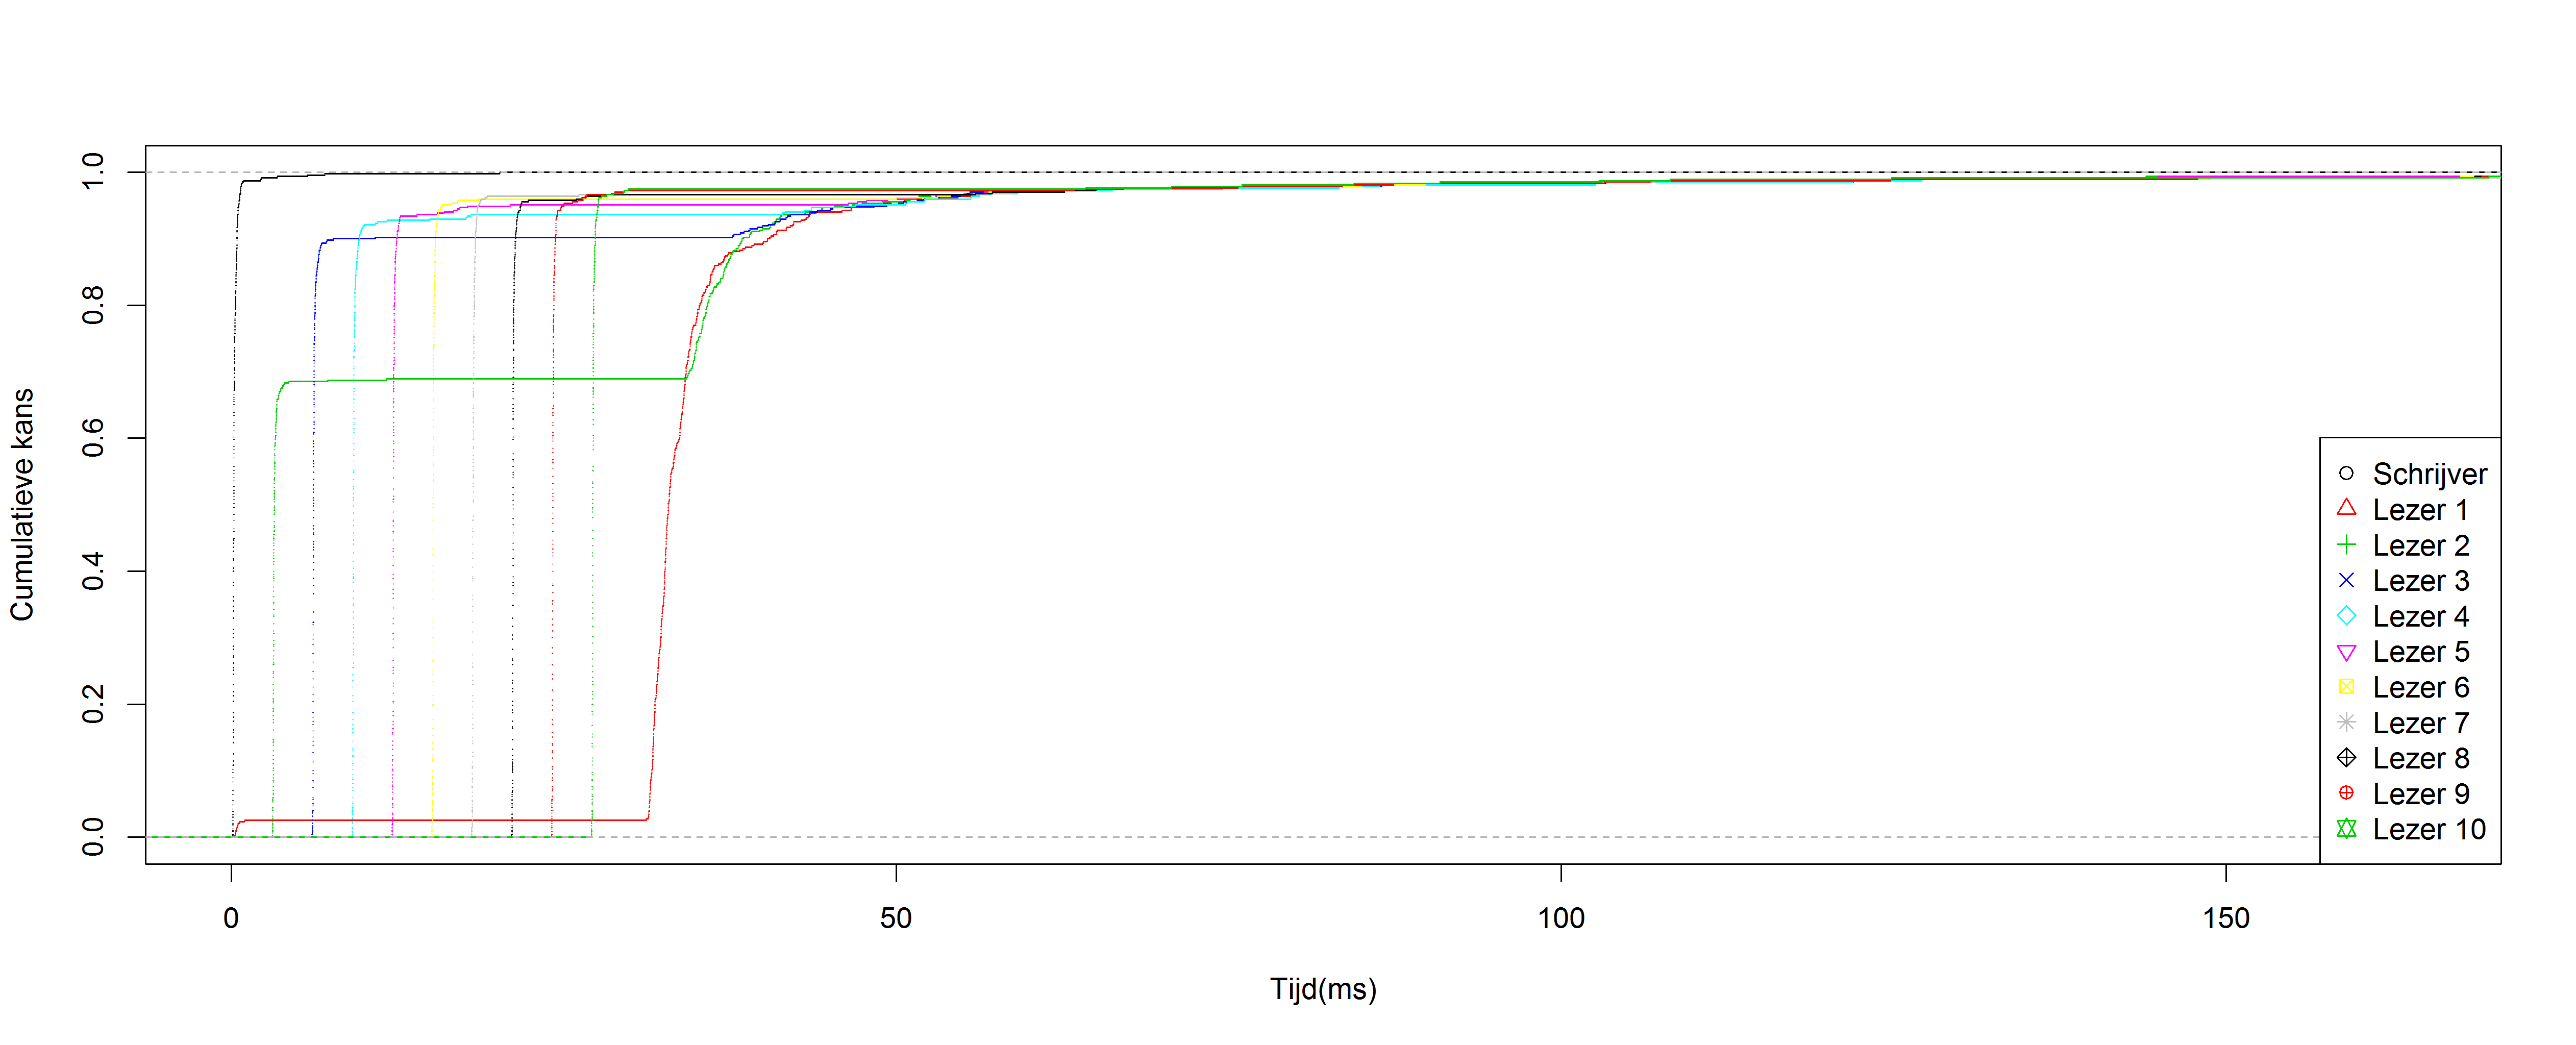 Cumulatieve kans
1.0
0.8
0.6
0.4
0.2
0.0
0
50
100
150
Tijd(ms)
Schrijver
Lezer 1
Lezer 2
Lezer 3
Lezer 4
Lezer 5
Lezer 6
Lezer 7
Lezer 8
Lezer 9
Lezer 10